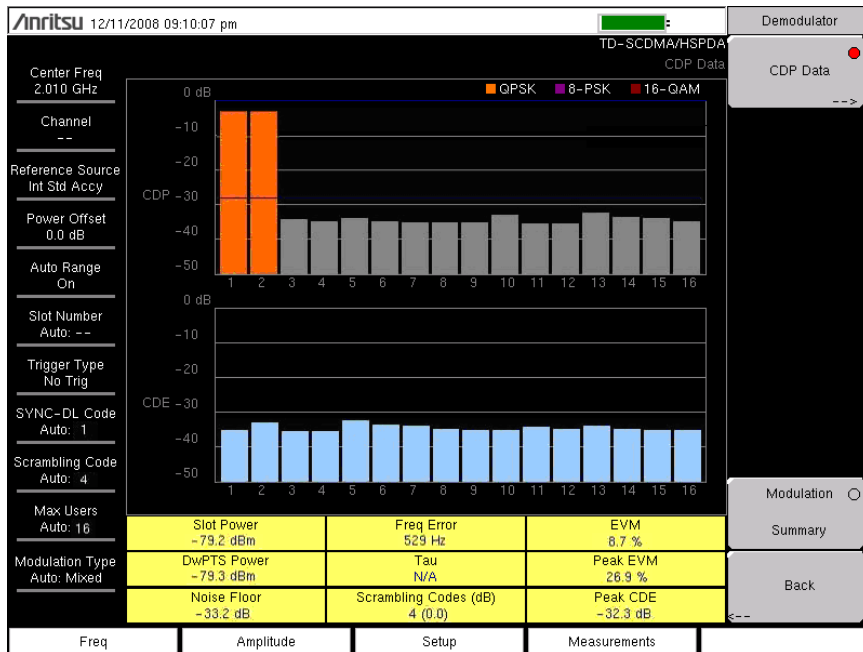 Anritsu 12/11/2008 09:10:07 pm
Demodulator
TD-SCDMA/HSPDA
CDP Data
CDP Data
-->
Center Freq
2.010 GHz
Channel
--
Reference Source
Int Std Accy
Power Offset
0.0 dB
Auto Range
On
Slot Number
Auto: --
Trigger Type
No Trig
SYNC-DL Code
Auto: 1
Scrambling Code
Auto: 4
Max Users
Auto: 16
Modulation Type
Auto: Mixed
QPSK 8-PSK 16-QAM
0 dB
-10
-20
CDP -30
-40
-50
1 2 3 4 5 6 7 8 9 10 11 12 13 14 15 16
0 dB
-10
-20
CDE -30
-40
-50
1 2 3 4 5 6 7 8 9 10 11 12 13 14 15 16
Slot Power
-79.2 dBm
Freq Error
529 Hz
EVM
8.7 %
DwPTS Power
-79.3 dBm
Tau
N/A
Peak EVM
26.9 %
Noise Floor
-33.2 dB
Scrambling Codes (dB)
4 (0.0)
Peak CDE
-32.3 dB
Modulation
Summary
Back
<--
Freq Amplitude Setup Measurements